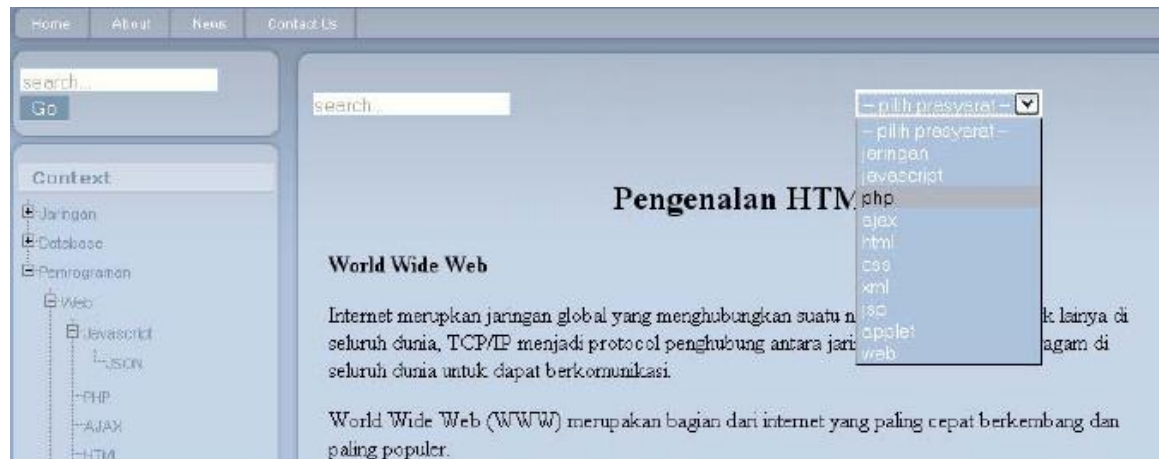 Home About News Contact Us
search...
Go
Context
Jaringan
Database
Pemrograman
Web
Javascript
JSON
PHP
AJAX
HTML
search...
-- pilih prasyarat --
-- pilih prasyarat --
jaringan
javascript
php
ajax
html
css
xml
jsp
applet
web
Pengenalan HTM
World Wide Web
Internet merupkan jaringan global yang menghubungkan suatu n k lainya di
seluruh dunia, TCP/IP menjadi protocol penghubung antara jari agam di
seluruh dunia untuk dapat berkomunikasi.
World Wide Web (WWW) merupakan bagian dari internet yang paling cepat berkembang dan
paling populer.